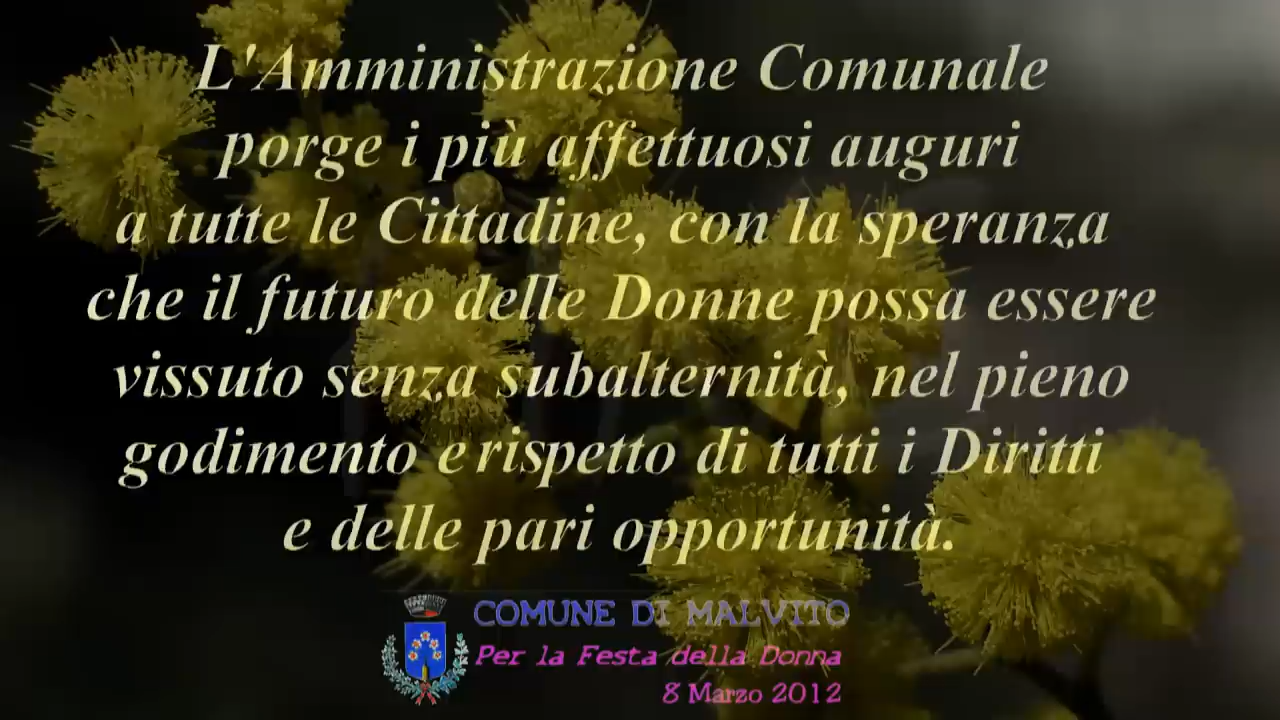 L'Amministrazione Comunale
porge i più affettuosi auguri
a tutte le Cittadine, con la speranza
che il futuro delle Donne possa essere
vissuto senza subalternità, nel pieno
godimento e rispetto di tutti i Diritti
e delle pari opportunità.
COMUNE DI MALVITO
Per la Festa della Donna
8 Marzo 2012